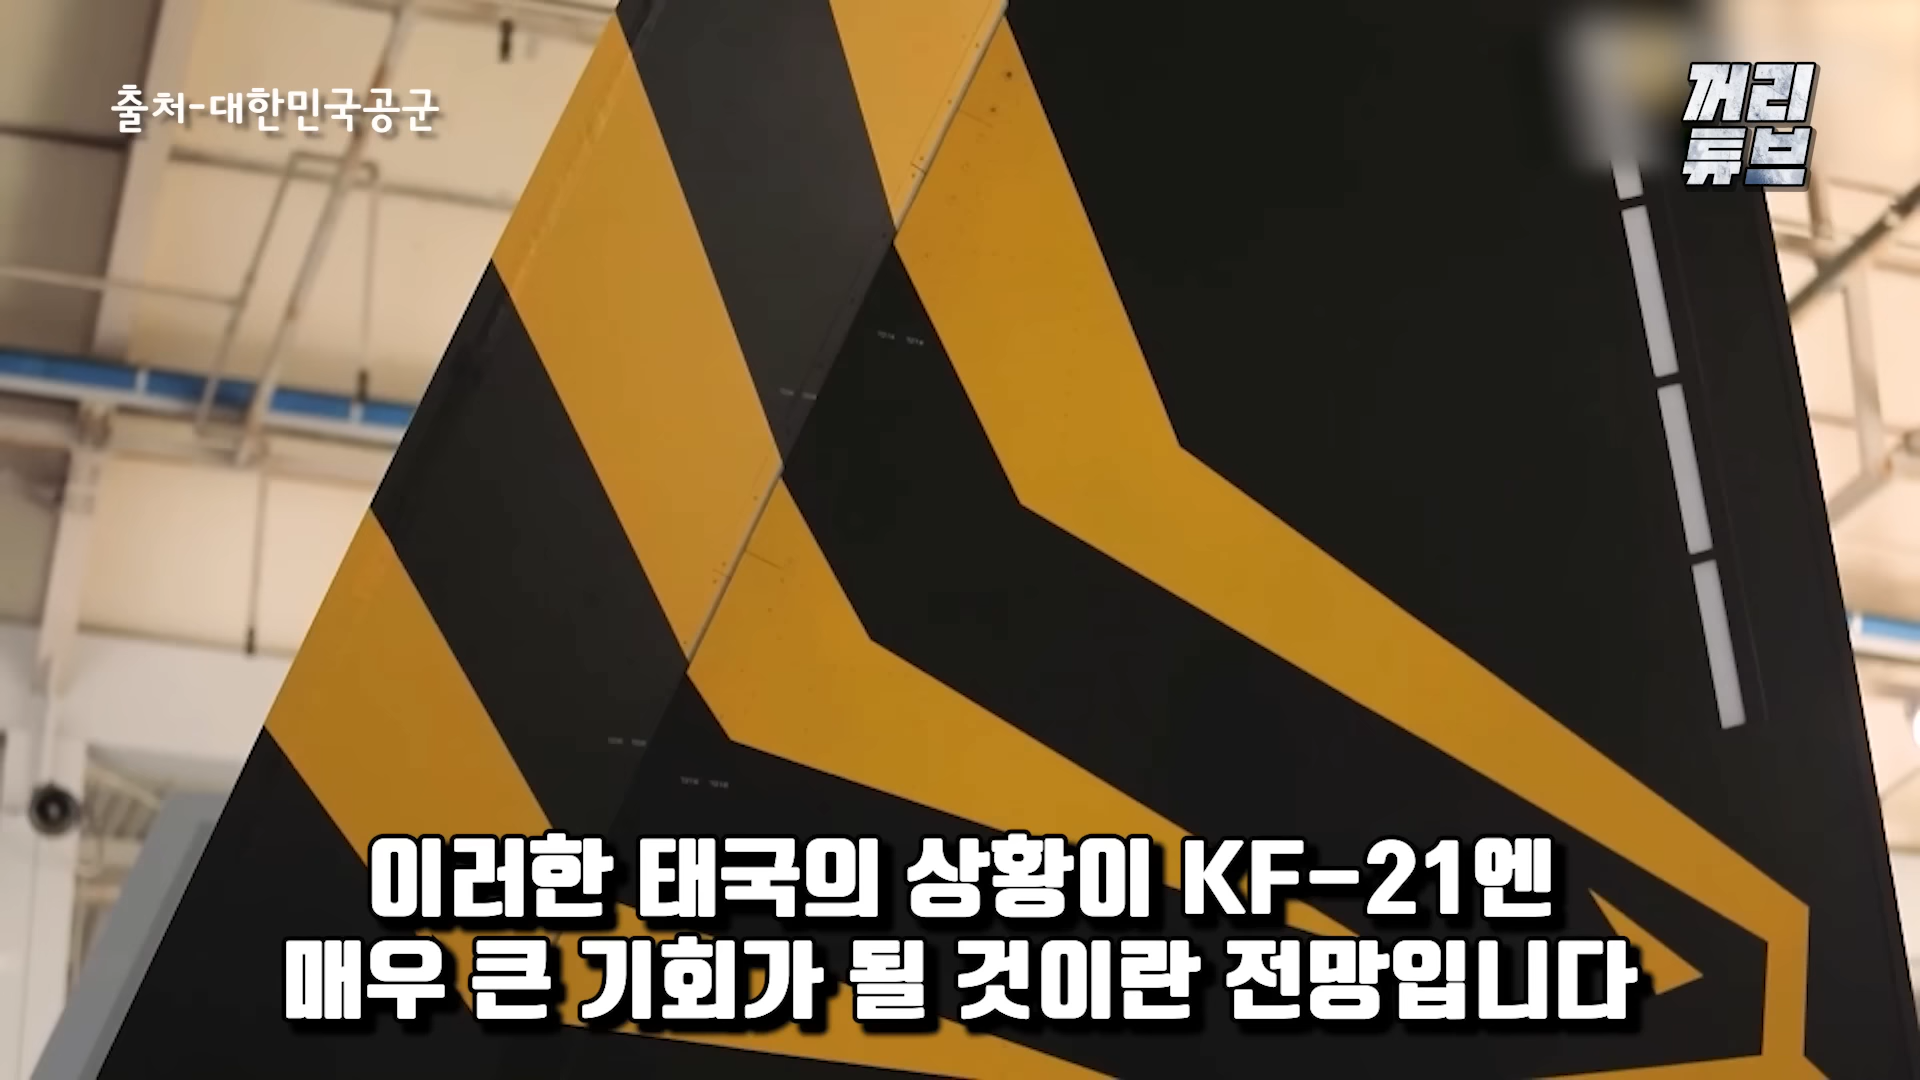 출처-대한민국공군
꺼리
튜브
이러한 태국의 상황이 KF-21엔
매우 큰 기회가 될 것이란 전망입니다